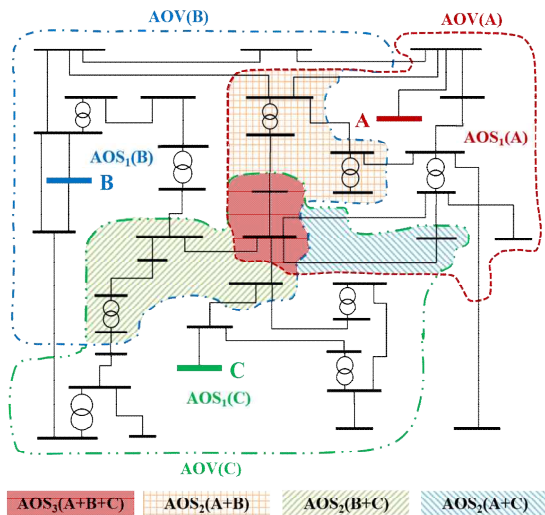 AOV(B)
AOV(A)
A
AOS₁(A)
AOS₁(B)
B
C
AOS₁(C)
AOV(C)
AOS₃(A+B+C)
AOS₂(A+B)
AOS₂(B+C)
AOS₂(A+C)